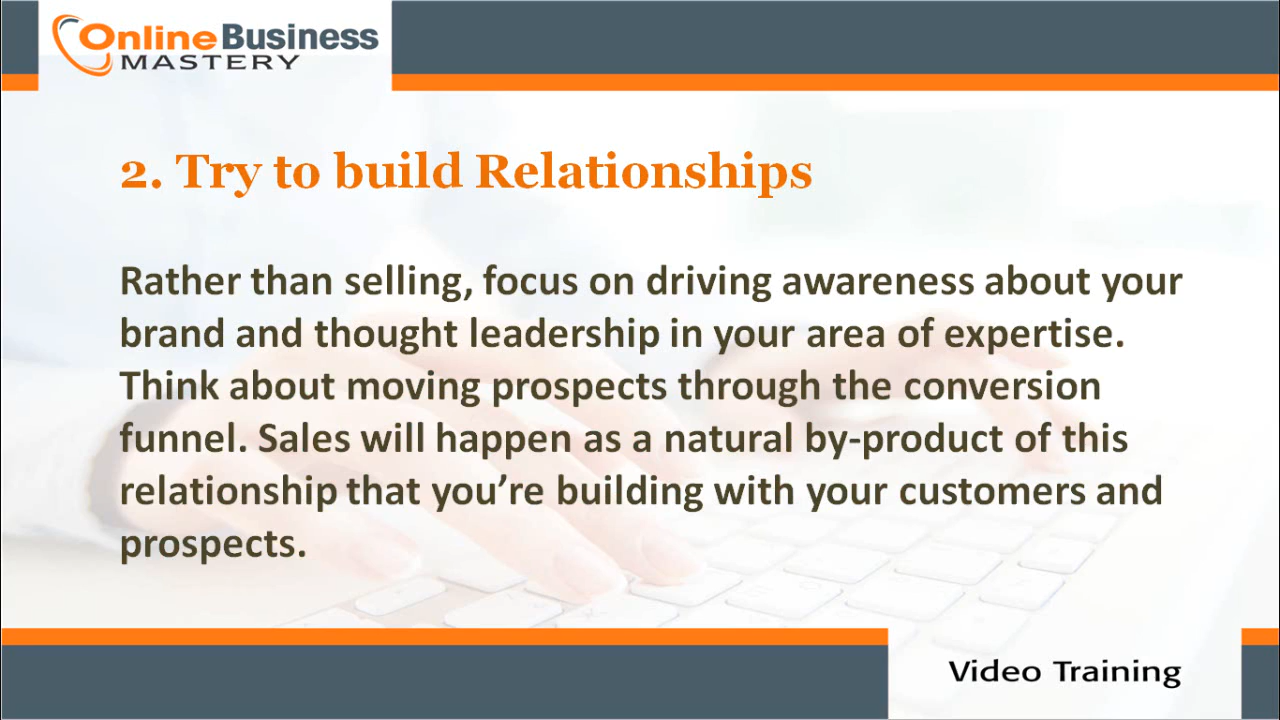 Online Business
MASTERY
2. Try to build Relationships
Rather than selling, focus on driving awareness about your
brand and thought leadership in your area of expertise.
Think about moving prospects through the conversion
funnel. Sales will happen as a natural by-product of this
relationship that you’re building with your customers and
prospects.
Video Training